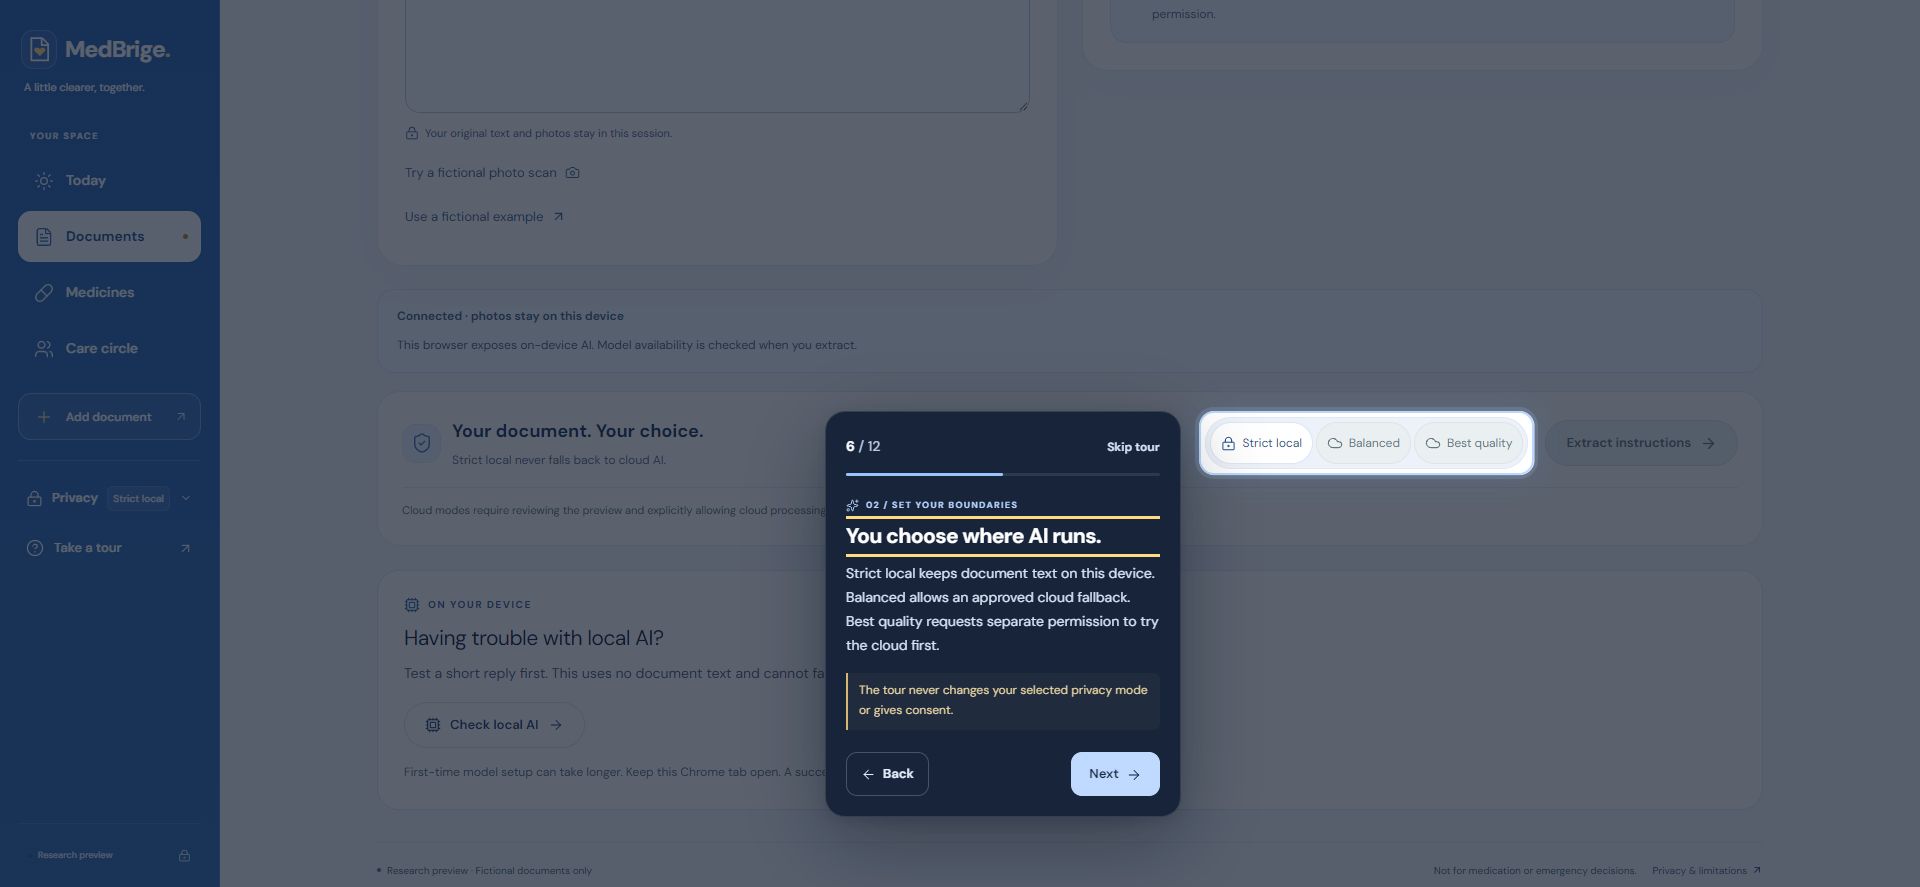 MedBrige.
A little clearer, together.
YOUR SPACE
Today
Documents
Medicines
Care circle
Add document
Privacy Strict local
Take a tour
Research preview
permission.
Your original text and photos stay in this session.
Try a fictional photo scan
Use a fictional example
Connected · photos stay on this device
This browser exposes on-device AI. Model availability is checked when you extract.
Your document. Your choice.
Strict local never falls back to cloud AI.
Strict local Balanced Best quality
Extract instructions
Cloud modes require reviewing the preview and explicitly allowing cloud processing
ON YOUR DEVICE
Having trouble with local AI?
Test a short reply first. This uses no document text and cannot fa
Check local AI
First-time model setup can take longer. Keep this Chrome tab open. A succe
6 / 12
Skip tour
02 / SET YOUR BOUNDARIES
You choose where AI runs.
Strict local keeps document text on this device.
Balanced allows an approved cloud fallback.
Best quality requests separate permission to try
the cloud first.
The tour never changes your selected privacy mode
or gives consent.
Back
Next
Research preview · Fictional documents only
Not for medication or emergency decisions.
Privacy & limitations